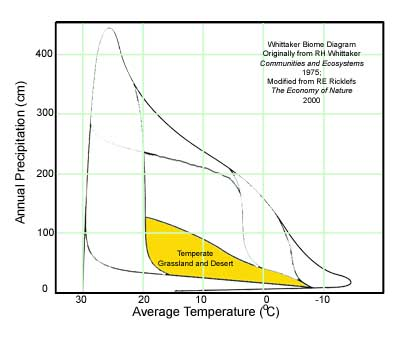 Whittaker Biome Diagram
Originally from RH Whittaker
Communities and Ecosystems
1975;
Modified from RE Ricklefs
The Economy of Nature
2000
Annual Precipitation (cm)
400
300
200
100
0
Temperate
Grassland and Desert
30 20 10 0 -10
Average Temperature (°C)